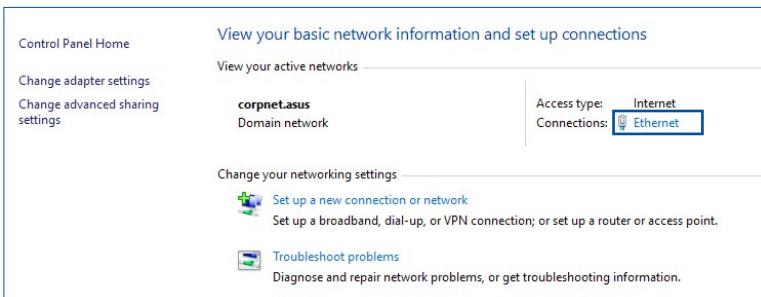 Control Panel Home
Change adapter settings
Change advanced sharing
settings
View your basic network information and set up connections
View your active networks
corpnet.asus
Domain network
Access type: Internet
Connections: Ethernet
Change your networking settings
Set up a new connection or network
Set up a broadband, dial-up, or VPN connection; or set up a router or access point.
Troubleshoot problems
Diagnose and repair network problems, or get troubleshooting information.